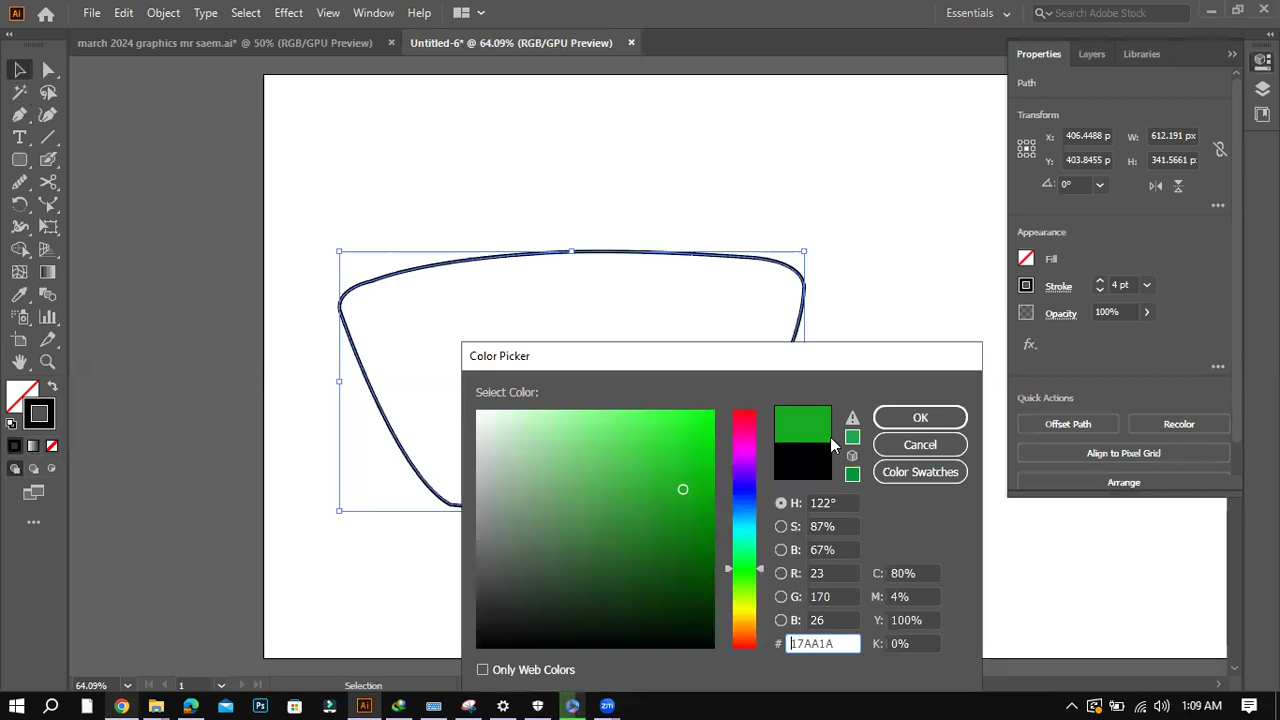 Ai File Edit Object Type Select Effect View Window Help Essentials Search Adobe Stock
march 2024 graphics mr saem.ai* @ 50% (RGB/GPU Preview) × Untitled-6* @ 64.09% (RGB/GPU Preview) ×
Properties Layers Libraries
Path
Transform
X: 406.4488 p W: 612.191 px
Y: 403.8455 p H: 341.5661 p
0°
Appearance
Fill
Stroke 4 pt
Opacity 100%
fx.
Quick Actions
Offset Path Recolor
Align to Pixel Grid
Arrange
Color Picker
Select Color:
OK
Cancel
Color Swatches
H: 122°
S: 87%
B: 67%
R: 23 C: 80%
G: 170 M: 4%
B: 26 Y: 100%
# 17AA1A K: 0%
Only Web Colors
64.09% 1 Selection
Ps Ai zm 1:09 AM